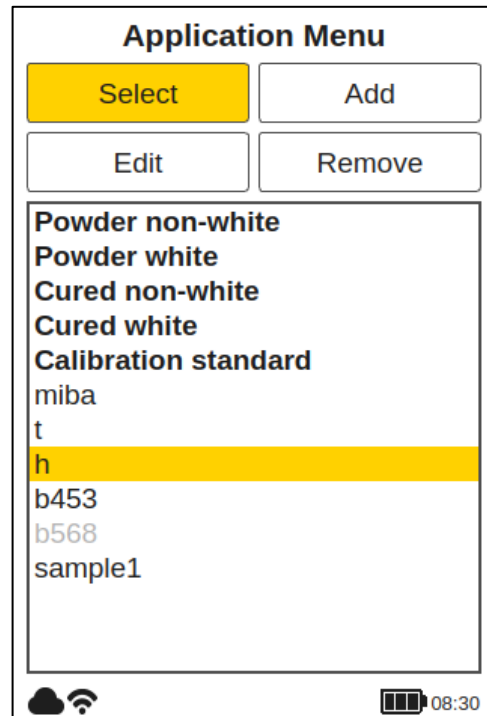 Application Menu
Select Add
Edit Remove
Powder non-white
Powder white
Cured non-white
Cured white
Calibration standard
miba
t
h
b453
b568
sample1
08:30